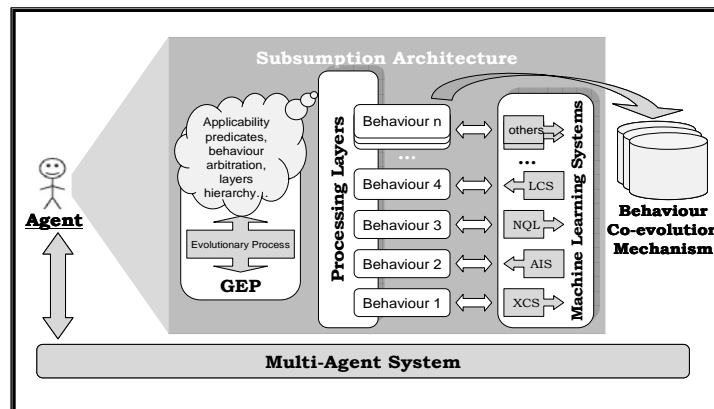 Subsumption Architecture
Applicability
predicates,
behaviour
arbitration,
layers
hierarchy…
Evolutionary Process
GEP
Processing Layers
Behaviour n
...
Behaviour 4
Behaviour 3
Behaviour 2
Behaviour 1
others
...
LCS
NQL
AIS
XCS
Machine Learning Systems
Behaviour
Co-evolution
Mechanism
Agent
Multi-Agent System